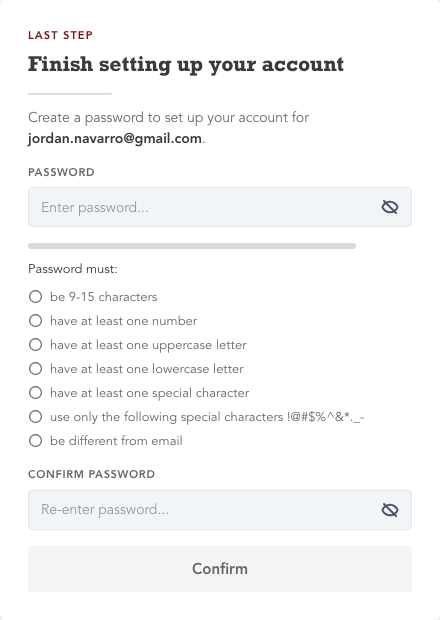 LAST STEP
Finish setting up your account
Create a password to set up your account for
jordan.navarro@gmail.com.
PASSWORD
Enter password...
Password must:
be 9-15 characters
have at least one number
have at least one uppercase letter
have at least one lowercase letter
have at least one special character
use only the following special characters !@#$%^&*._-
be different from email
CONFIRM PASSWORD
Re-enter password...
Confirm